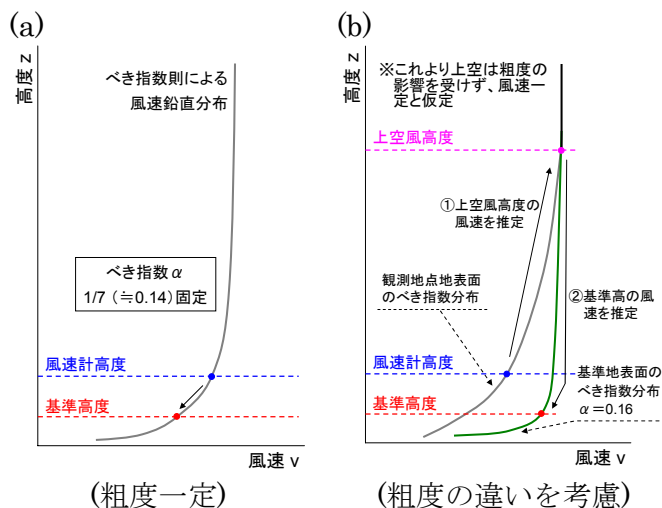 (a)
高度 z
べき指数則による
風速鉛直分布
べき指数 α
1/7 (≒0.14) 固定
風速計高度
基準高度
風速 v
(粗度一定)
(b)
高度 z
※これより上空は粗度の
影響を受けず、風速一
定と仮定
上空風高度
①上空風高度の
風速を推定
観測地点地表面
のべき指数分布
②基準高の風
速を推定
風速計高度
基準地表面の
べき指数分布
α＝0.16
基準高度
風速 v
(粗度の違いを考慮)